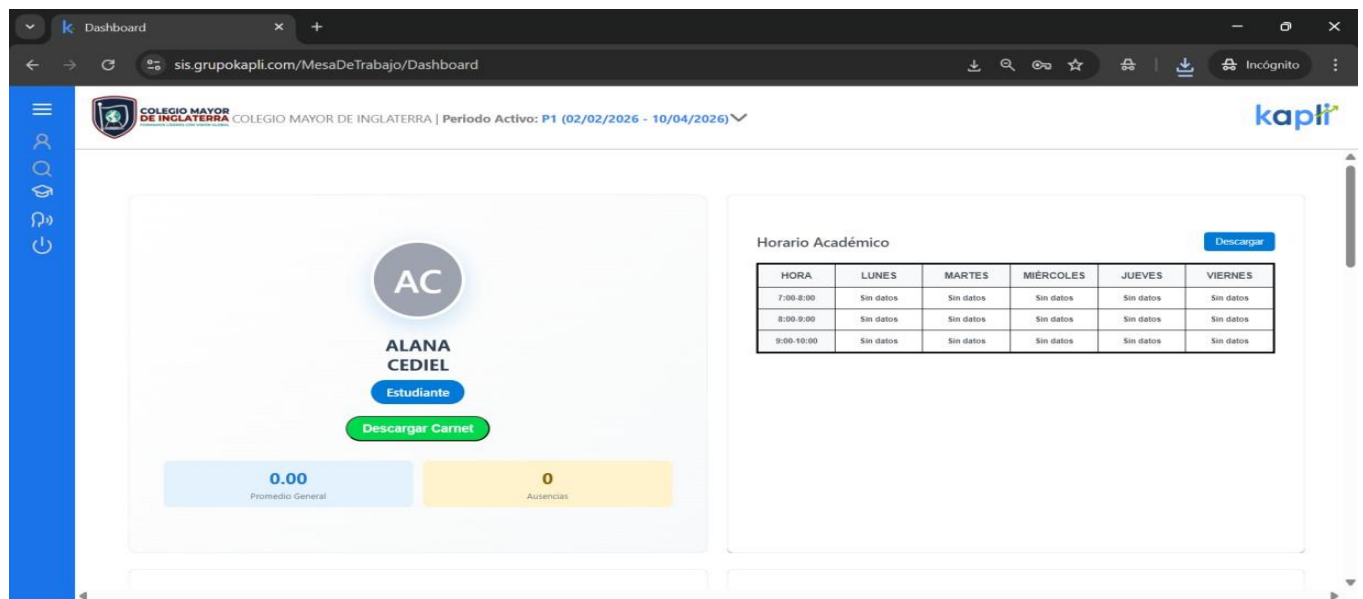 Dashboard
sis.grupokapli.com/MesaDeTrabajo/Dashboard
Incógnito
COLEGIO MAYOR
DE INGLATERRA
COLEGIO MAYOR DE INGLATERRA | Periodo Activo: P1 (02/02/2026 - 10/04/2026)
kapli
AC
ALANA
CEDIEL
Estudiante
Descargar Carnet
0.00
Promedio General
0
Ausencias
Horario Académico
Descargar
HORA LUNES MARTES MIÉRCOLES JUEVES VIERNES
7:00-8:00 Sin datos Sin datos Sin datos Sin datos Sin datos
8:00-9:00 Sin datos Sin datos Sin datos Sin datos Sin datos
9:00-10:00 Sin datos Sin datos Sin datos Sin datos Sin datos